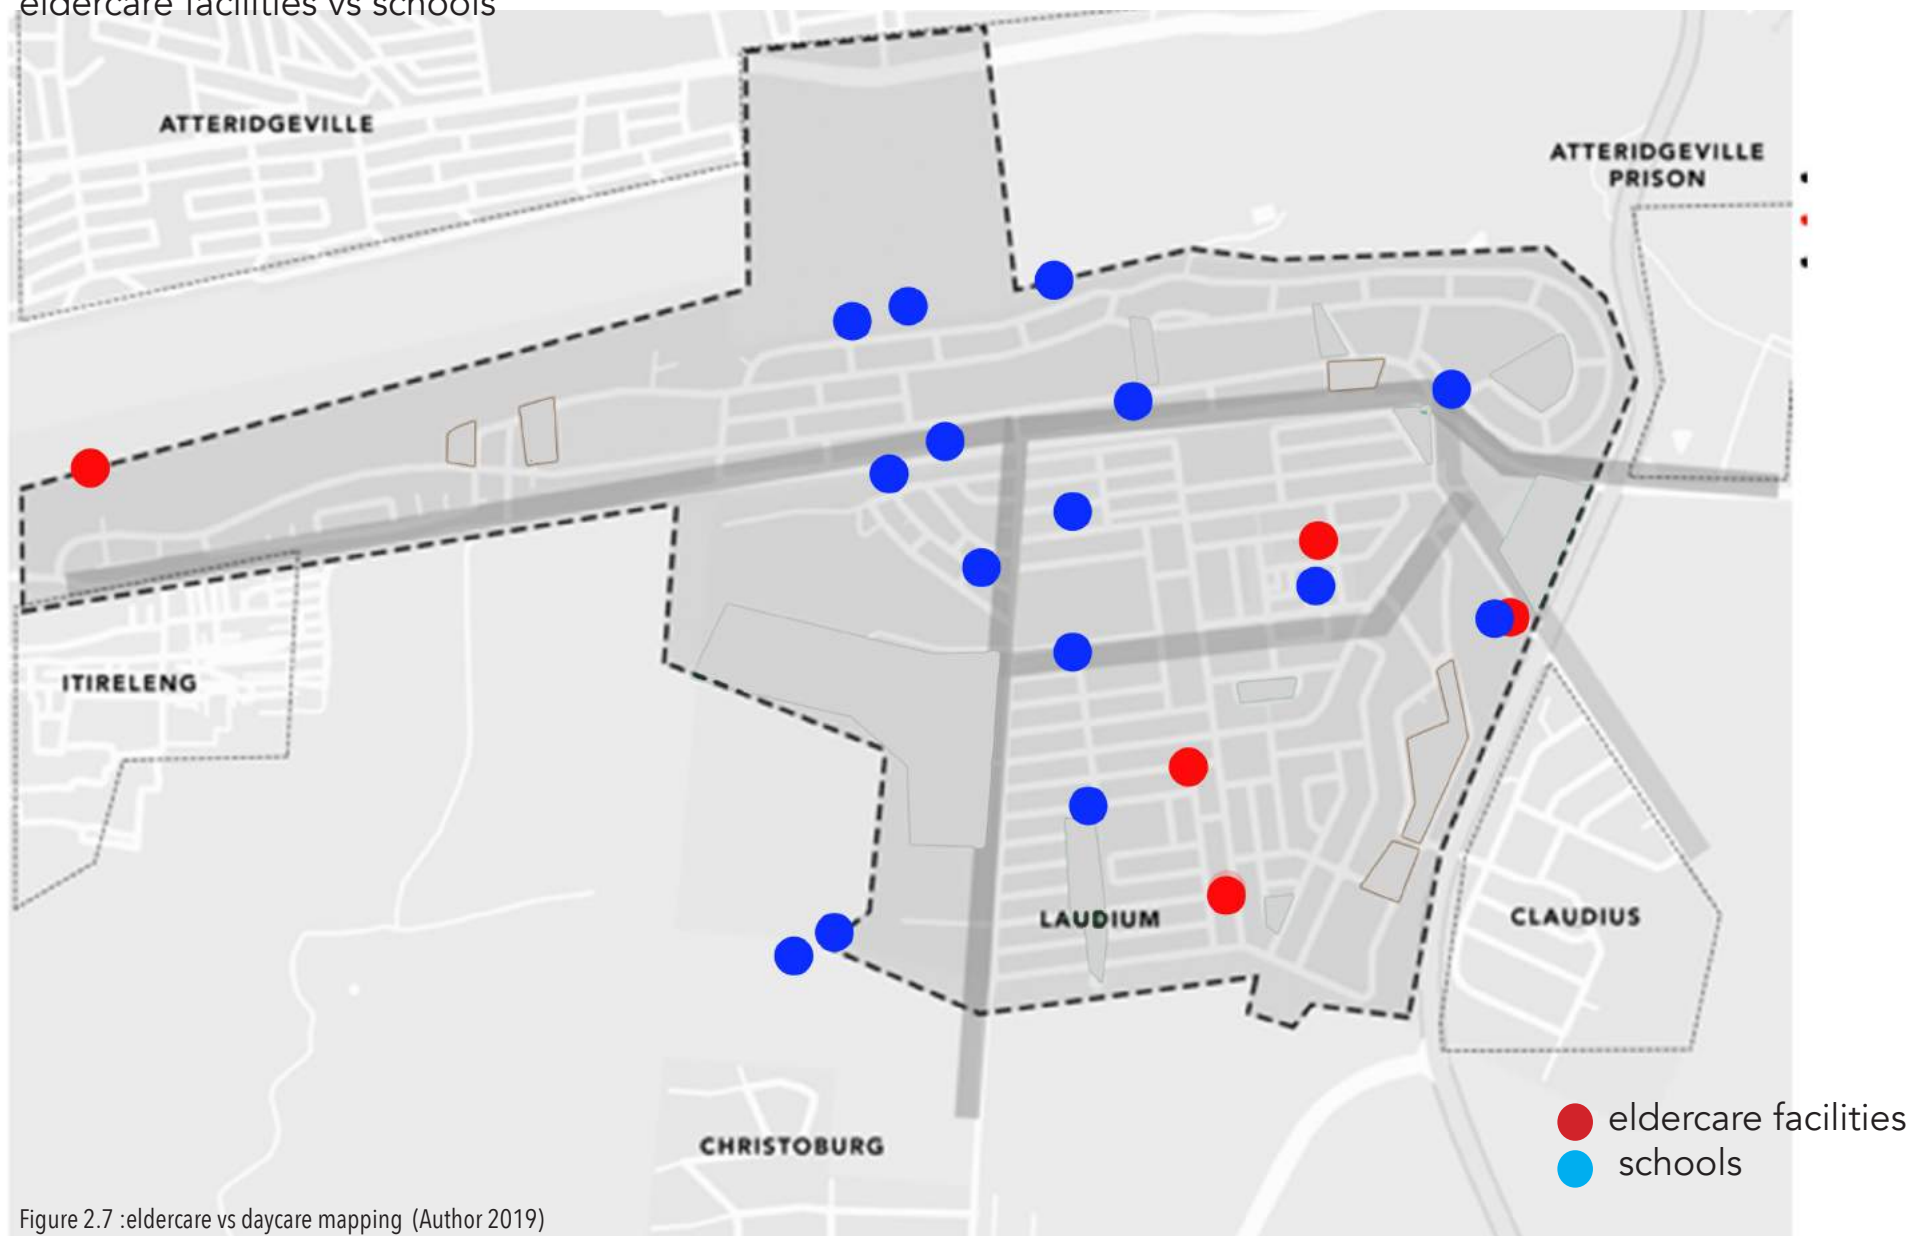 eldercare facilities vs schools
ATTERIDGEVILLE
ATTERIDGEVILLE
PRISON
ITIRELENG
LAUDIUM
CLAUDIUS
CHRISTOBURG
eldercare facilities
schools
Figure 2.7 :eldercare vs daycare mapping (Author 2019)